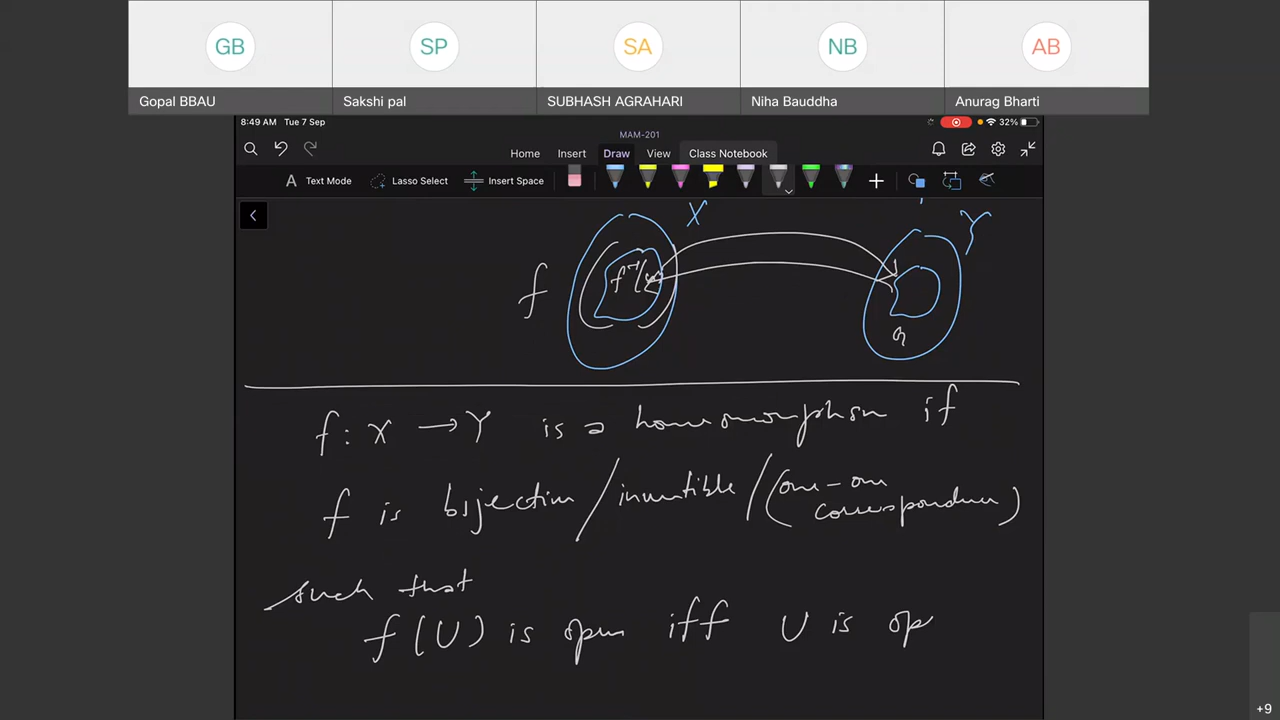 GB SP SA NB AB
Gopal BBAU Sakshi pal SUBHASH AGRAHARI Niha Bauddha Anurag Bharti
8:49 AM Tue 7 Sep 32%
MAM-201
Home Insert Draw View Class Notebook
A Text Mode Lasso Select Insert Space
X Y
f
f : X → Y is a homomorphism if
f is bijection / invertible / (one-one
correspondence)
such that
f(U) is open iff U is op
+9